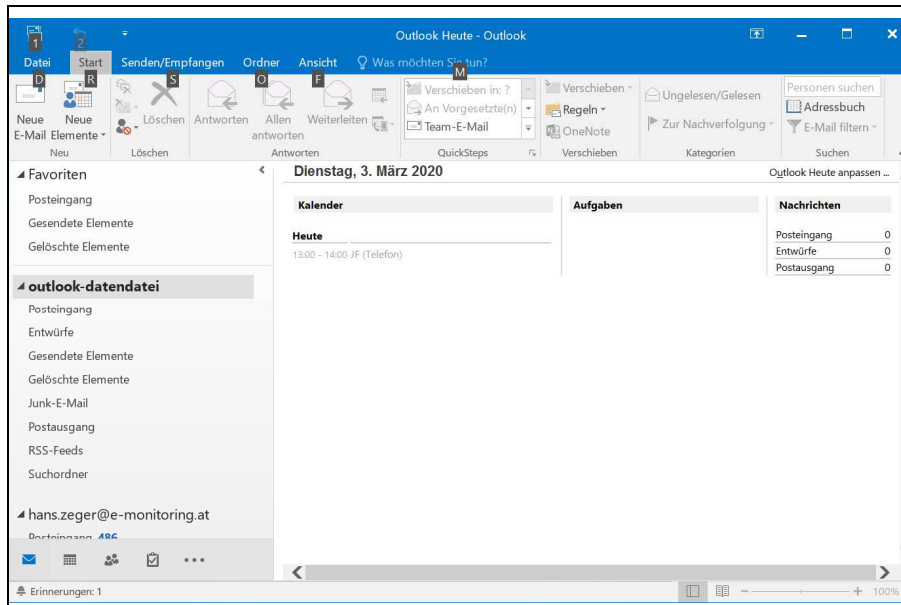 Outlook Heute - Outlook
1 2
Datei Start Senden/Empfangen Ordner Ansicht Was möchten Sie tun?
D R S O F M
Neue E-Mail
Neue Elemente
Löschen
Antworten
Allen antworten
Weiterleiten
Verschieben in: ?
An Vorgesetzte(n)
Team-E-Mail
Verschieben
Regeln
OneNote
Ungelesen/Gelesen
Zur Nachverfolgung
Personen suchen
Adressbuch
E-Mail filtern
Neu Löschen Antworten QuickSteps Verschieben Kategorien Suchen
Favoriten
Posteingang
Gesendete Elemente
Gelöschte Elemente
outlook-datendatei
Posteingang
Entwürfe
Gesendete Elemente
Gelöschte Elemente
Junk-E-Mail
Postausgang
RSS-Feeds
Suchordner
hans.zeger@e-monitoring.at
Posteingang 486
Dienstag, 3. März 2020
Outlook Heute anpassen ...
Kalender
Heute
13:00 - 14:00 JF (Telefon)
Aufgaben
Nachrichten
Posteingang 0
Entwürfe 0
Postausgang 0
Erinnerungen: 1
100%